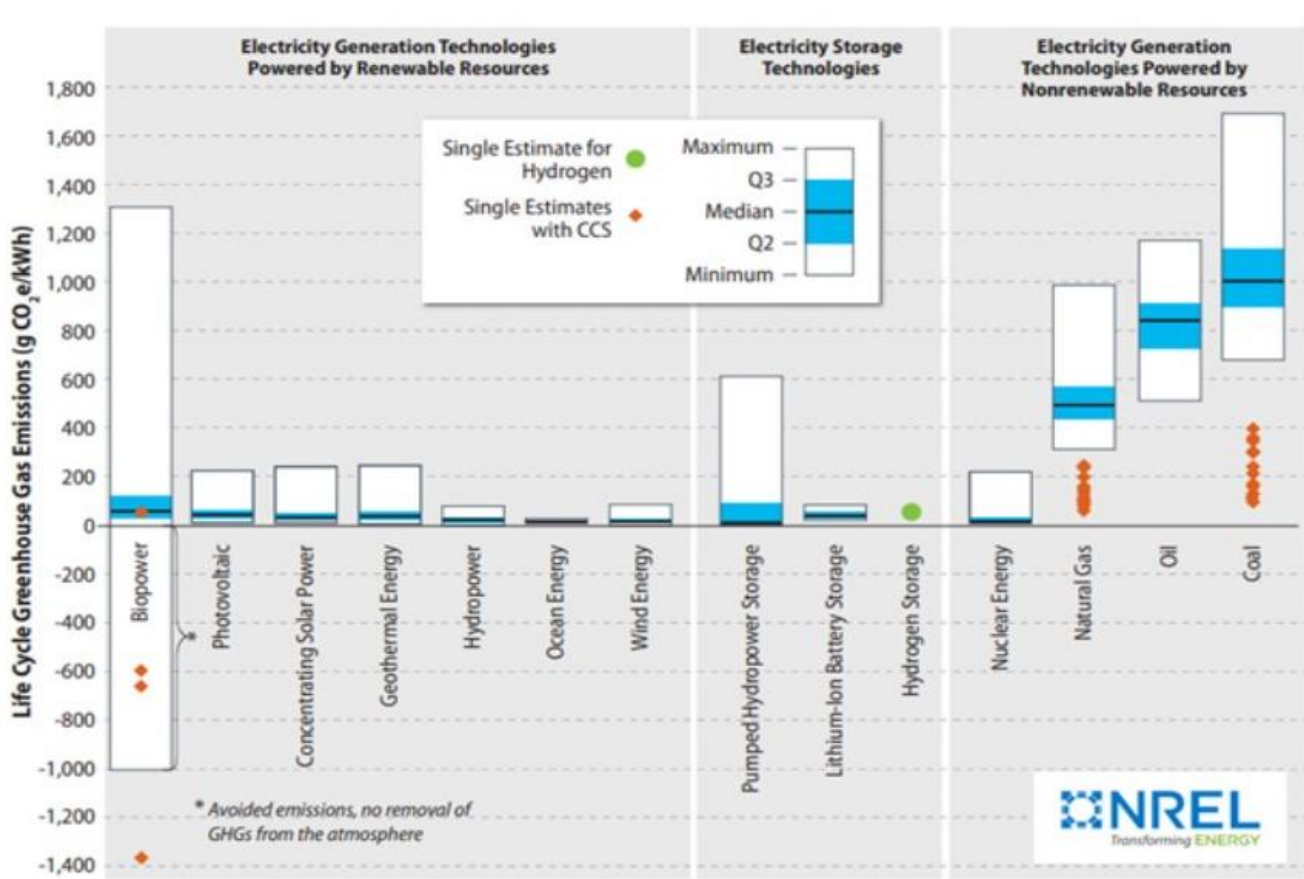 Electricity Generation Technologies
Powered by Renewable Resources
Electricity Storage
Technologies
Electricity Generation
Technologies Powered by
Nonrenewable Resources
Life Cycle Greenhouse Gas Emissions (g CO₂e/kWh)
1,800
1,600
1,400
1,200
1,000
800
600
400
200
0
-200
-400
-600
-800
-1,000
-1,200
-1,400
Single Estimate for
Hydrogen
Single Estimates
with CCS
Maximum
Q3
Median
Q2
Minimum
Biopower
*
Photovoltaic
Concentrating Solar Power
Geothermal Energy
Hydropower
Ocean Energy
Wind Energy
Pumped Hydropower Storage
Lithium-Ion Battery Storage
Hydrogen Storage
Nuclear Energy
Natural Gas
Oil
Coal
* Avoided emissions, no removal of
GHGs from the atmosphere
NREL
Transforming ENERGY